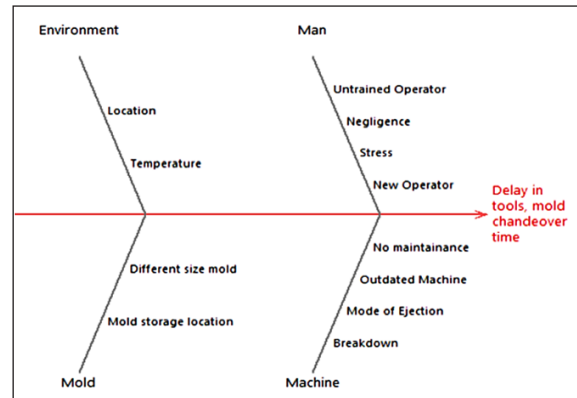 Environment
Man
Location
Temperature
Untrained Operator
Negligence
Stress
New Operator
Delay in
tools, mold
chandeover
time
Different size mold
Mold storage location
No maintainance
Outdated Machine
Mode of Ejection
Breakdown
Mold
Machine